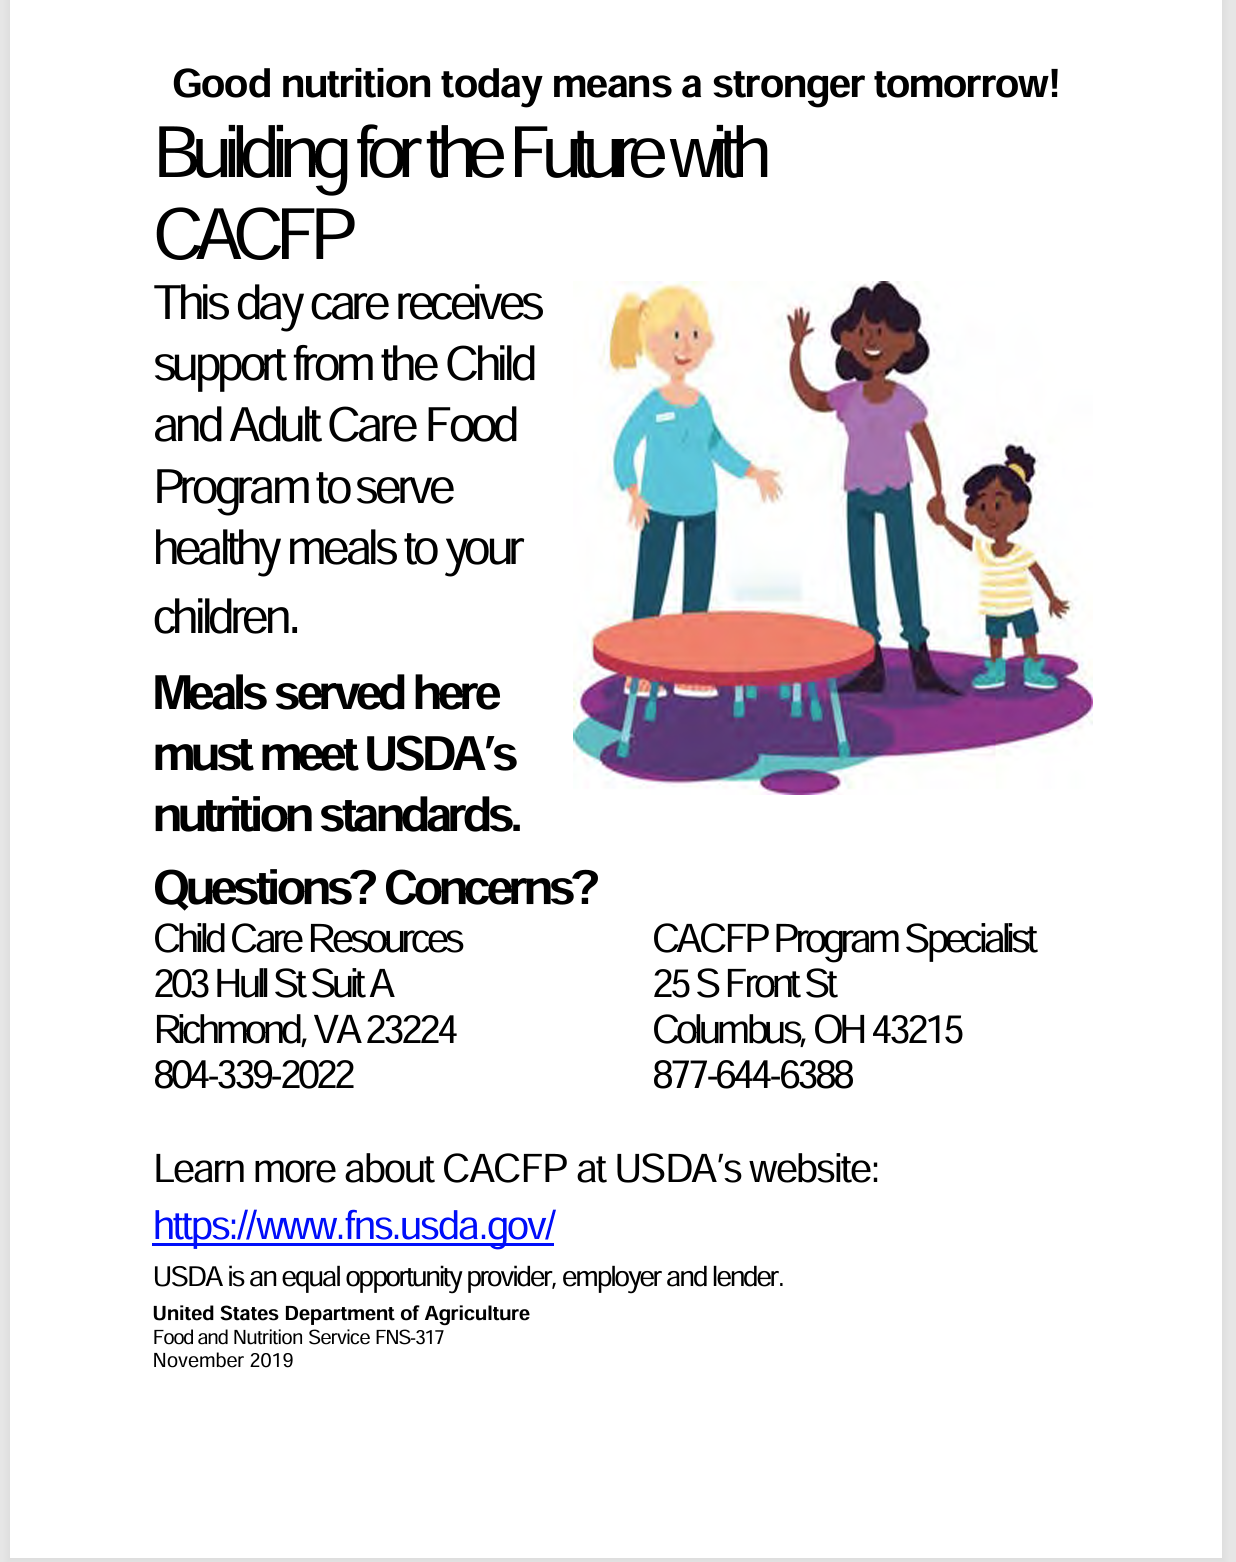 Good nutrition today means a stronger tomorrow!
Building for the Future with
CACFP
This day care receives
support from the Child
and Adult Care Food
Program to serve
healthy meals to your
children.
Meals served here
must meet USDA’s
nutrition standards.
Questions? Concerns?
Child Care Resources
203 Hull St Suit A
Richmond, VA 23224
804-339-2022
CACFP Program Specialist
25 S Front St
Columbus, OH 43215
877-644-6388
Learn more about CACFP at USDA’s website:
https://www.fns.usda.gov/
USDA is an equal opportunity provider, employer and lender.
United States Department of Agriculture
Food and Nutrition Service FNS-317
November 2019